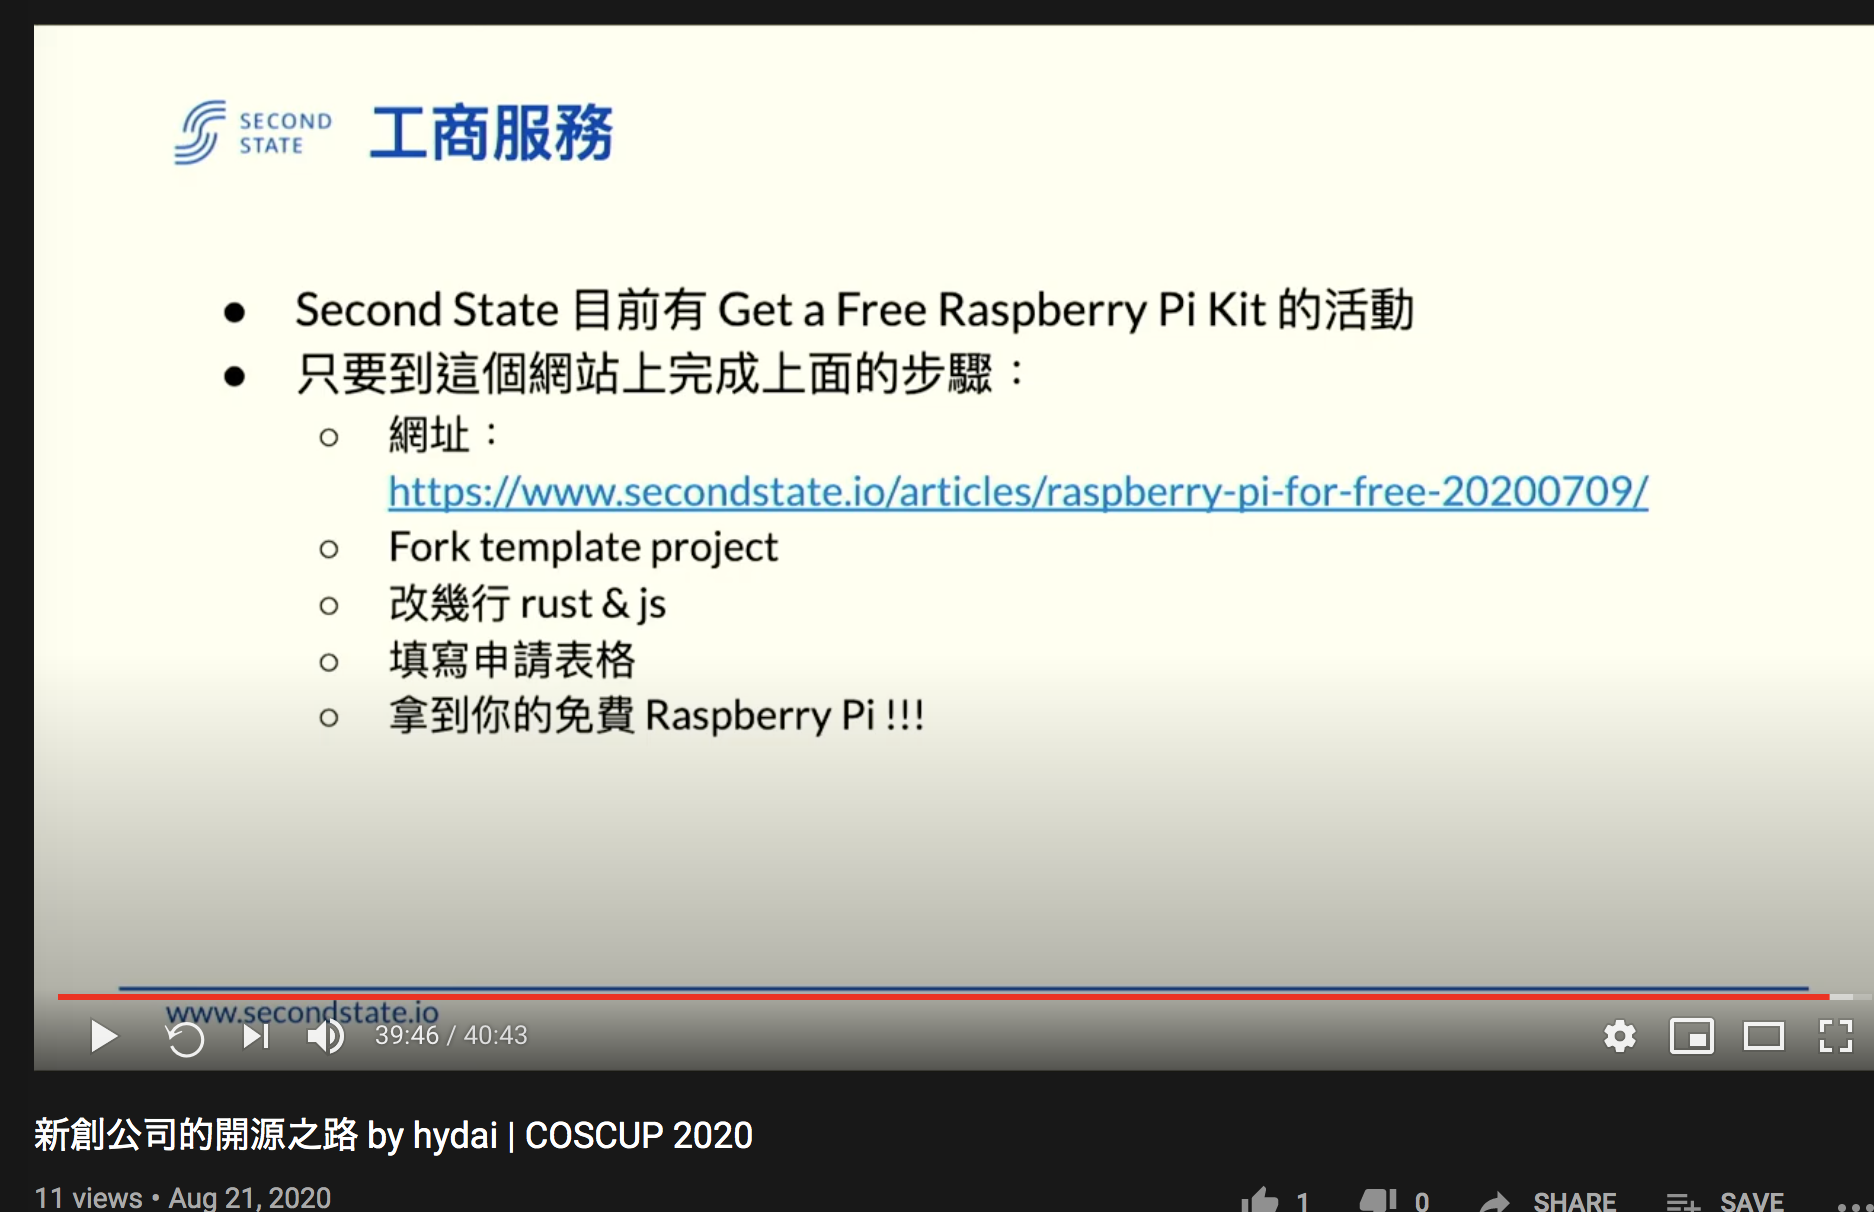 SECOND
STATE
工商服務
● Second State 目前有 Get a Free Raspberry Pi Kit 的活動
● 只要到這個網站上完成上面的步驟：
○ 網址：
https://www.secondstate.io/articles/raspberry-pi-for-free-20200709/
○ Fork template project
○ 改幾行 rust & js
○ 填寫申請表格
○ 拿到你的免費 Raspberry Pi !!!
www.secondstate.io
39:46 / 40:43
新創公司的開源之路 by hydai | COSCUP 2020
11 views • Aug 21, 2020
1
0
SHARE
SAVE